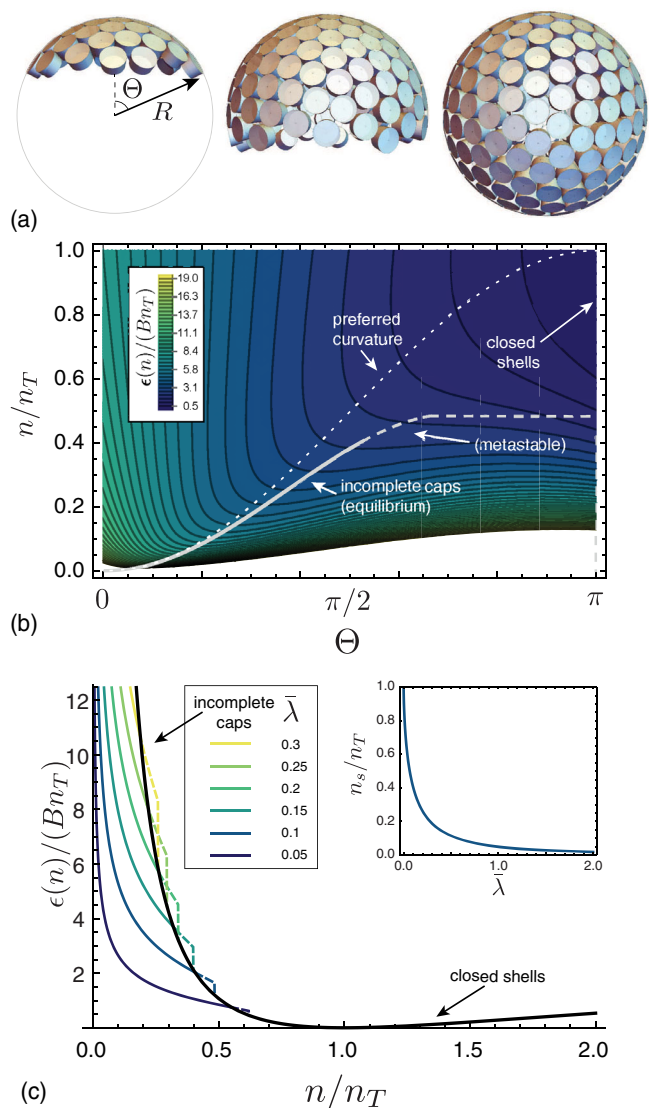 Θ
R
(a)
1.0
0.8
0.6
0.4
0.2
0.0
n/n_T
ϵ(n)/(Bn_T)
19.0
16.3
13.7
11.1
8.4
5.8
3.1
0.5
preferred
curvature
closed
shells
(metastable)
incomplete caps
(equilibrium)
0
π/2
π
(b)
Θ
12
10
8
6
4
2
ϵ(n)/(Bn_T)
incomplete
caps
λ̄
0.3
0.25
0.2
0.15
0.1
0.05
1.0
0.8
0.6
0.4
0.2
0.0
n_s/n_T
0.0
1.0
2.0
λ̄
closed shells
0.0
0.5
1.0
1.5
2.0
(c)
n/n_T